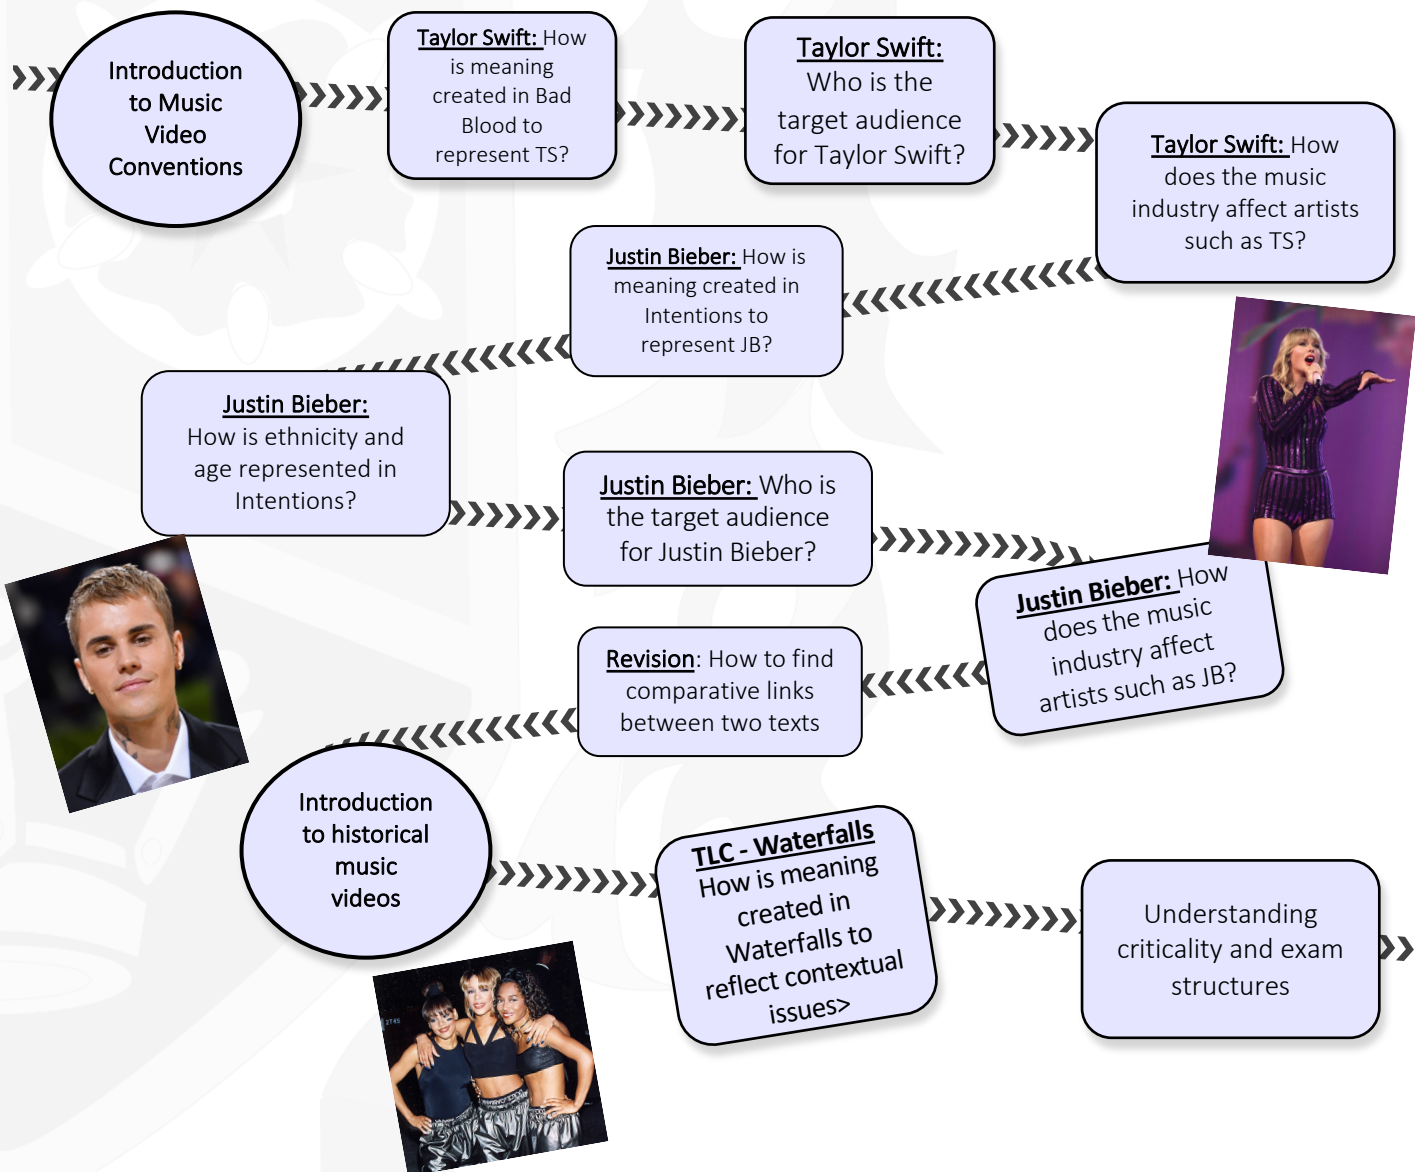 Introduction
to Music
Video
Conventions
Taylor Swift: How
is meaning
created in Bad
Blood to
represent TS?
Taylor Swift:
Who is the
target audience
for Taylor Swift?
Taylor Swift: How
does the music
industry affect artists
such as TS?
Justin Bieber: How is
meaning created in
Intentions to
represent JB?
Justin Bieber:
How is ethnicity and
age represented in
Intentions?
Justin Bieber: Who is
the target audience
for Justin Bieber?
Justin Bieber: How
does the music
industry affect
artists such as JB?
Revision: How to find
comparative links
between two texts
Introduction
to historical
music
videos
TLC - Waterfalls
How is meaning
created in
Waterfalls to
reflect contextual
issues>
Understanding
criticality and exam
structures
2T45